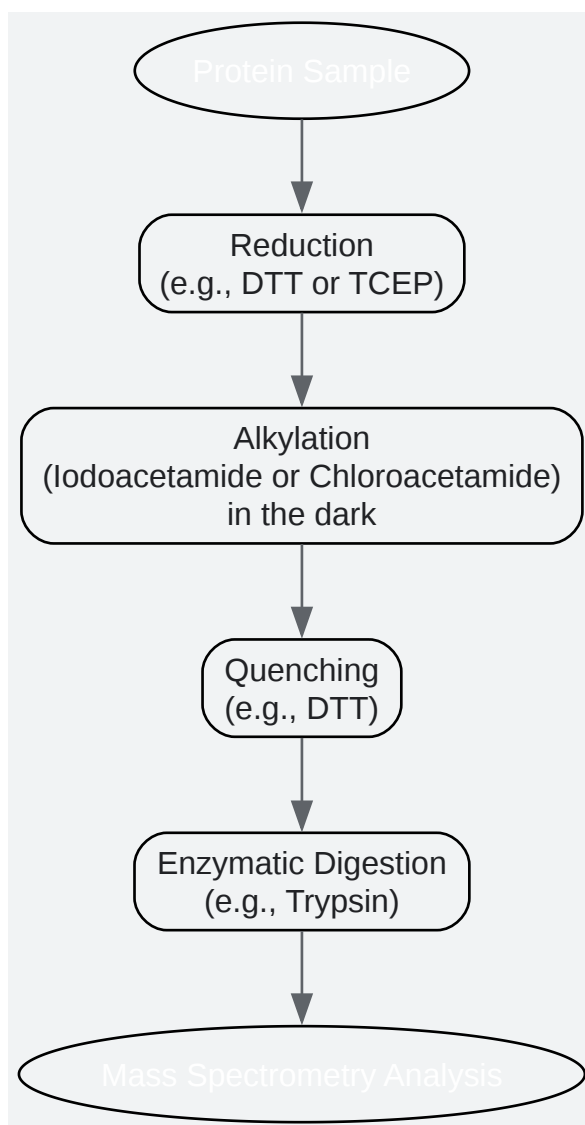 Protein Sample
Reduction
(e.g., DTT or TCEP)
Alkylation
(Iodoacetamide or Chloroacetamide)
in the dark
Quenching
(e.g., DTT)
Enzymatic Digestion
(e.g., Trypsin)
Mass Spectrometry Analysis